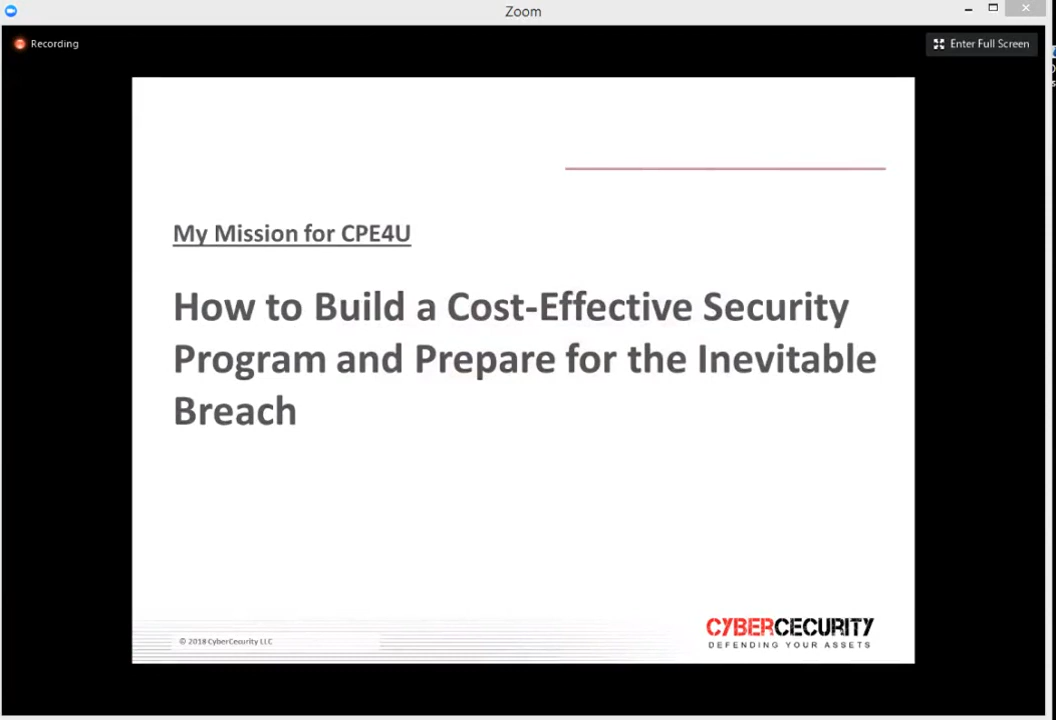 Zoom
Recording
Enter Full Screen
My Mission for CPE4U
How to Build a Cost-Effective Security
Program and Prepare for the Inevitable
Breach
© 2018 CyberCecurity LLC
CYBERCECURITY
DEFENDING YOUR ASSETS